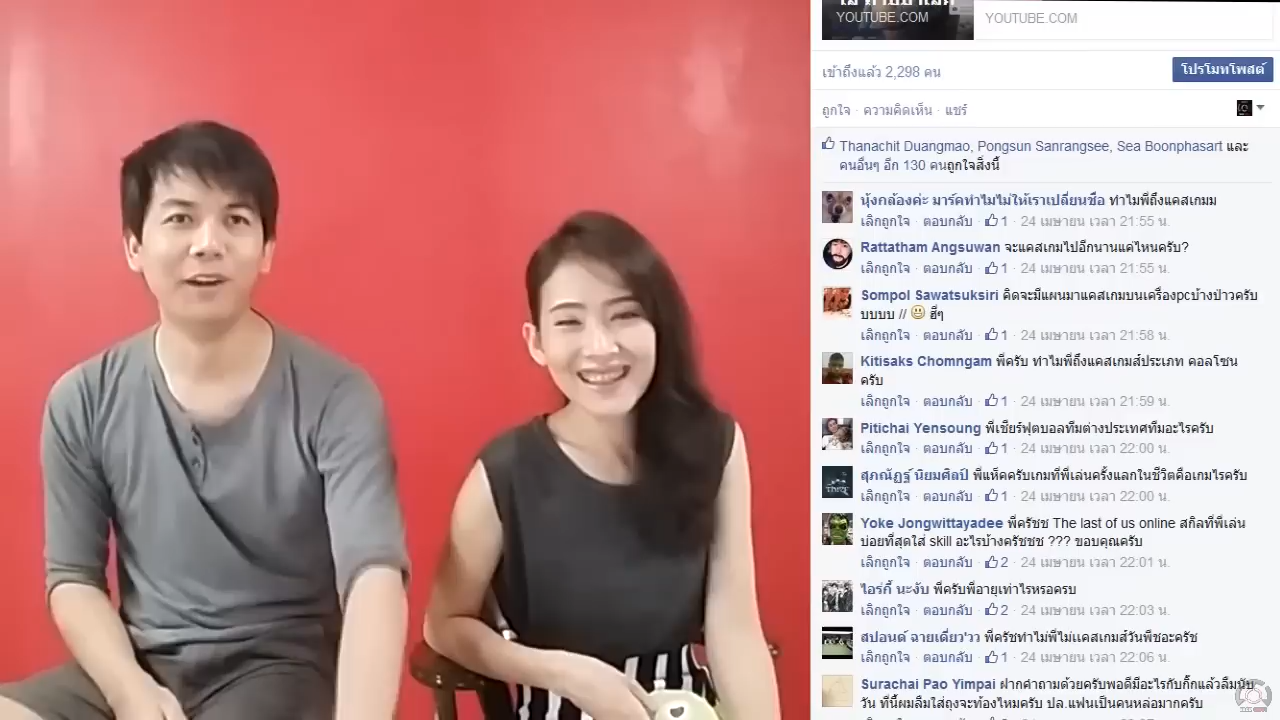 YOUTUBE.COM
YOUTUBE.COM
เข้าถึงแล้ว 2,298 คน
โปรโมทโพสต์
ถูกใจ · ความคิดเห็น · แชร์
Thanachit Duangmao, Pongsun Sanrangsee, Sea Boonphasart และ
คนอื่นๆ อีก 130 คนถูกใจสิ่งนี้
นุ้งกล้องค่ะ มาร์คทำไมไม่ให้เราเปลี่ยนชื่อ ทำไมพี่ถึงแคสเกมม
เลิกถูกใจ · ตอบกลับ · 1 · 24 เมษายน เวลา 21:55 น.
Rattatham Angsuwan จะแคสเกมไปอีกนานแค่ไหนครับ?
เลิกถูกใจ · ตอบกลับ · 1 · 24 เมษายน เวลา 21:55 น.
Sompol Sawatsuksiri คิดจะมีแผนมาแคสเกมบนเครื่องpcบ้างป่าวครับ
บบบบ // ฮี่ๆ
เลิกถูกใจ · ตอบกลับ · 1 · 24 เมษายน เวลา 21:58 น.
Kitisaks Chomngam พี่ครับ ทำไมพี่ถึงแคสเกมส์ประเภท คอลโซน
ครับ
เลิกถูกใจ · ตอบกลับ · 1 · 24 เมษายน เวลา 21:59 น.
Pitichai Yensoung พี่เชียร์ฟุตบอลทีมต่างประเทศทีมอะไรครับ
เลิกถูกใจ · ตอบกลับ · 1 · 24 เมษายน เวลา 22:00 น.
สุภณัฏฐ์ นิยมศิลป์ พี่แห็คครับเกมที่พี่เล่นครั้งแลกในชีวิตคือเกมไรครับ
เลิกถูกใจ · ตอบกลับ · 1 · 24 เมษายน เวลา 22:00 น.
Yoke Jongwittayadee พี่ครัชช The last of us online สกิลที่พี่เล่น
บ่อยที่สุดใส่ skill อะไรบ้างครัชชช ??? ขอบคุณครับ
เลิกถูกใจ · ตอบกลับ · 2 · 24 เมษายน เวลา 22:01 น.
ไอร์กี้ นะงับ พี่ครับพี่อายุเท่าไรหรอครบ
เลิกถูกใจ · ตอบกลับ · 2 · 24 เมษายน เวลา 22:03 น.
สปอนด์ ฉายเดี่ยว'วว พี่ครัชทำไมพี่ไม่แคสเกมส์วันพีชอะครัช
เลิกถูกใจ · ตอบกลับ · 1 · 24 เมษายน เวลา 22:06 น.
Surachai Pao Yimpai ฝากคำถามด้วยครับพอดีมีอะไรกับกิ๊กแล้วลืมนับ
วัน ทีนี้ผมลืมใส่ถุงจะท้องไหมครับ ปล.แฟนเป็นคนหล่อมากครับ